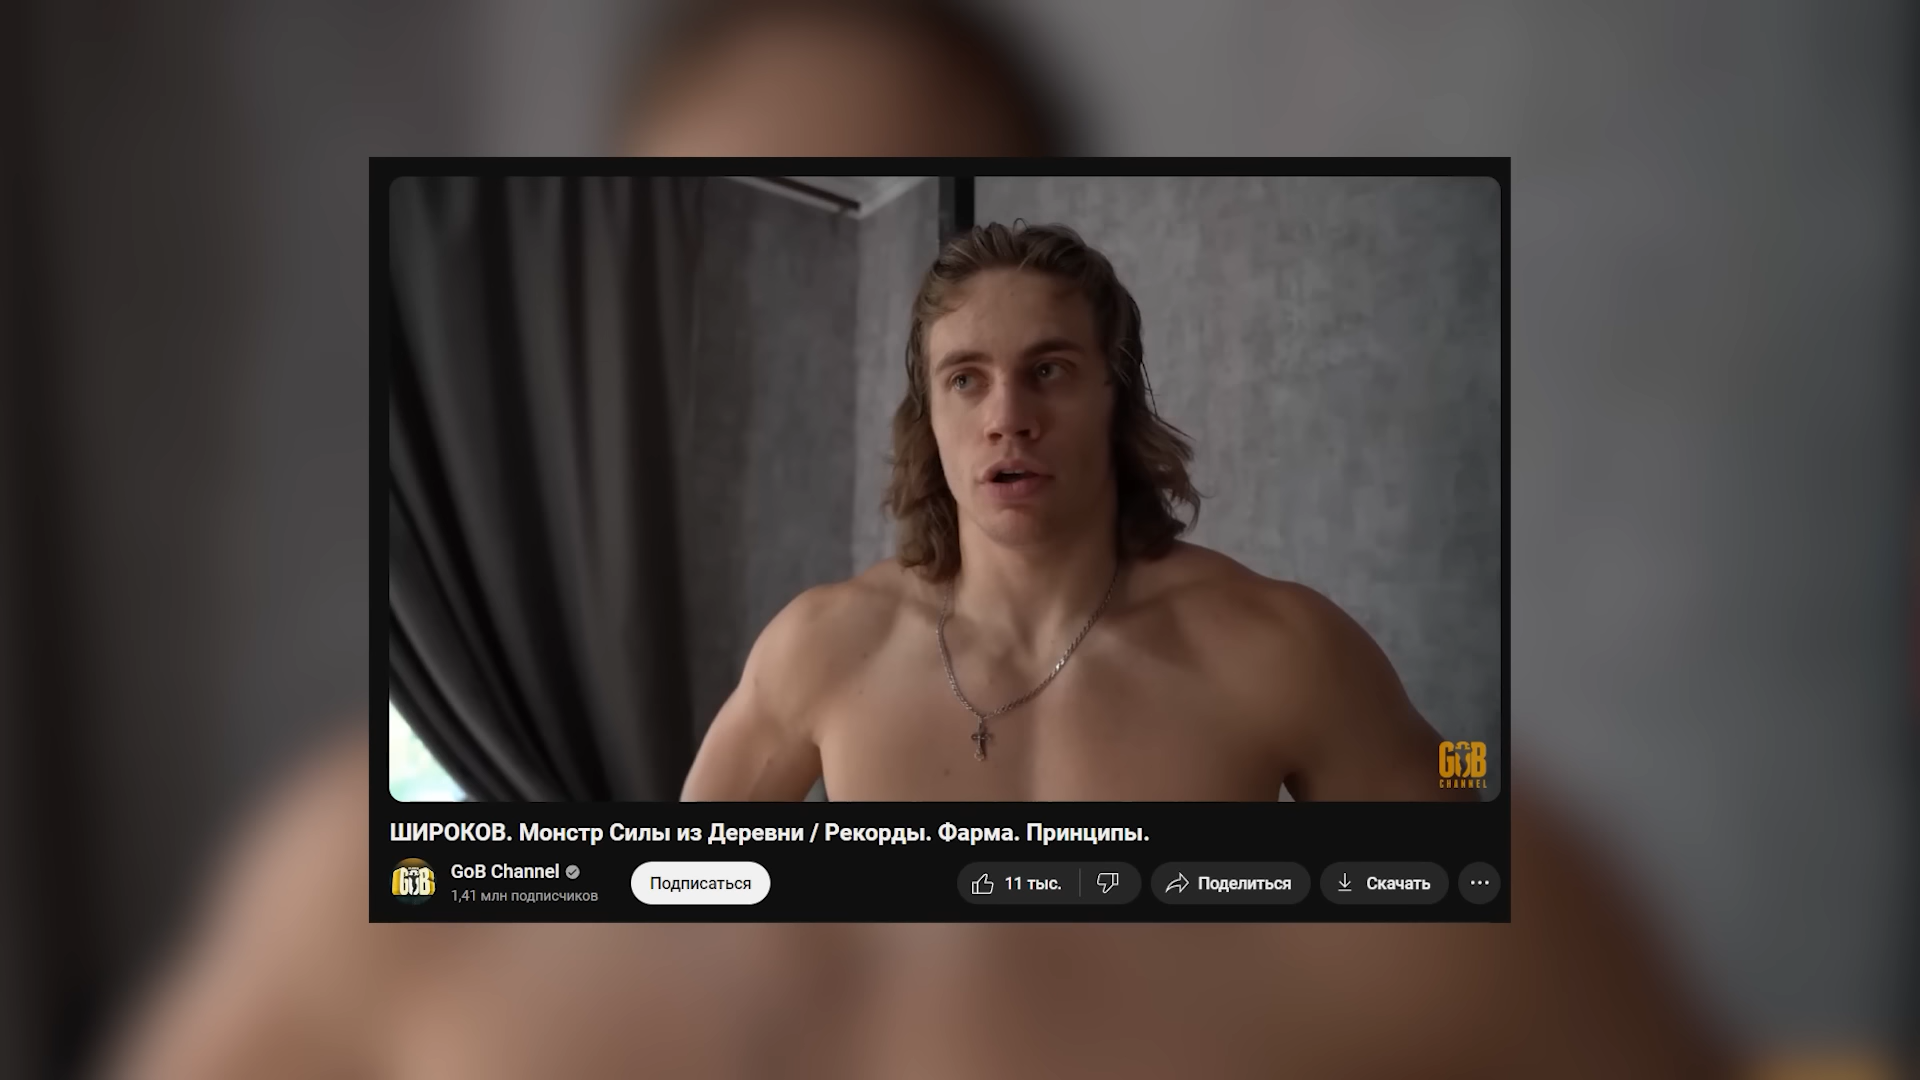 GOB
CHANNEL
ШИРОКОВ. Монстр Силы из Деревни / Рекорды. Фарма. Принципы.
GOB
GoB Channel
1,41 млн подписчиков
Подписаться
11 тыс.
Поделиться
Скачать